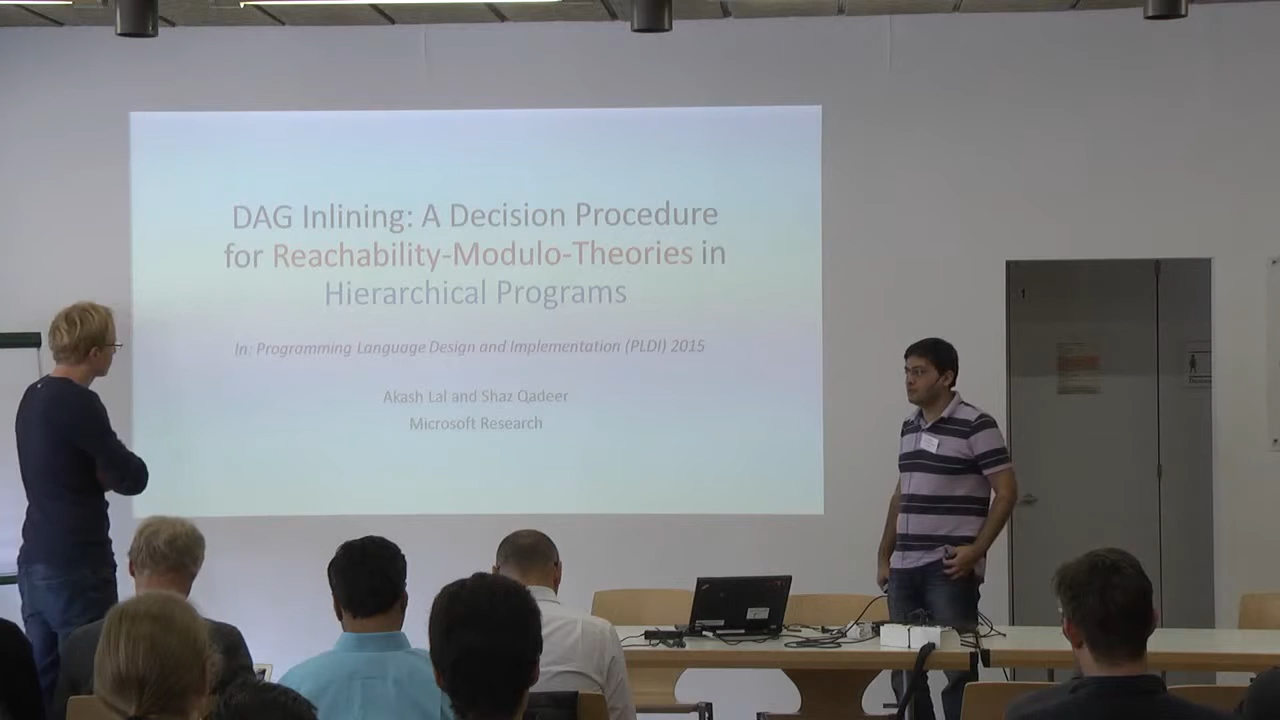 DAG Inlining: A Decision Procedure
for Reachability-Modulo-Theories in
Hierarchical Programs
In: Programming Language Design and Implementation (PLDI) 2015
Akash Lal and Shaz Qadeer
Microsoft Research
1